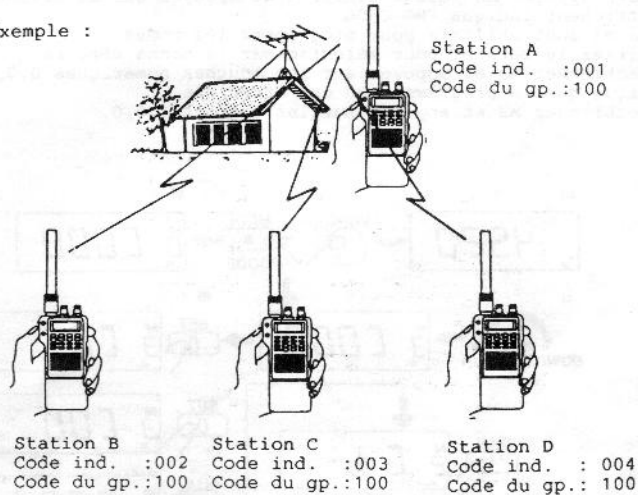 xemple :
Station A
Code ind. :001
Code du gp.:100
Station B
Code ind. :002
Code du gp.:100
Station C
Code ind. :003
Code du gp.:100
Station D
Code ind. : 004
Code du gp.: 100